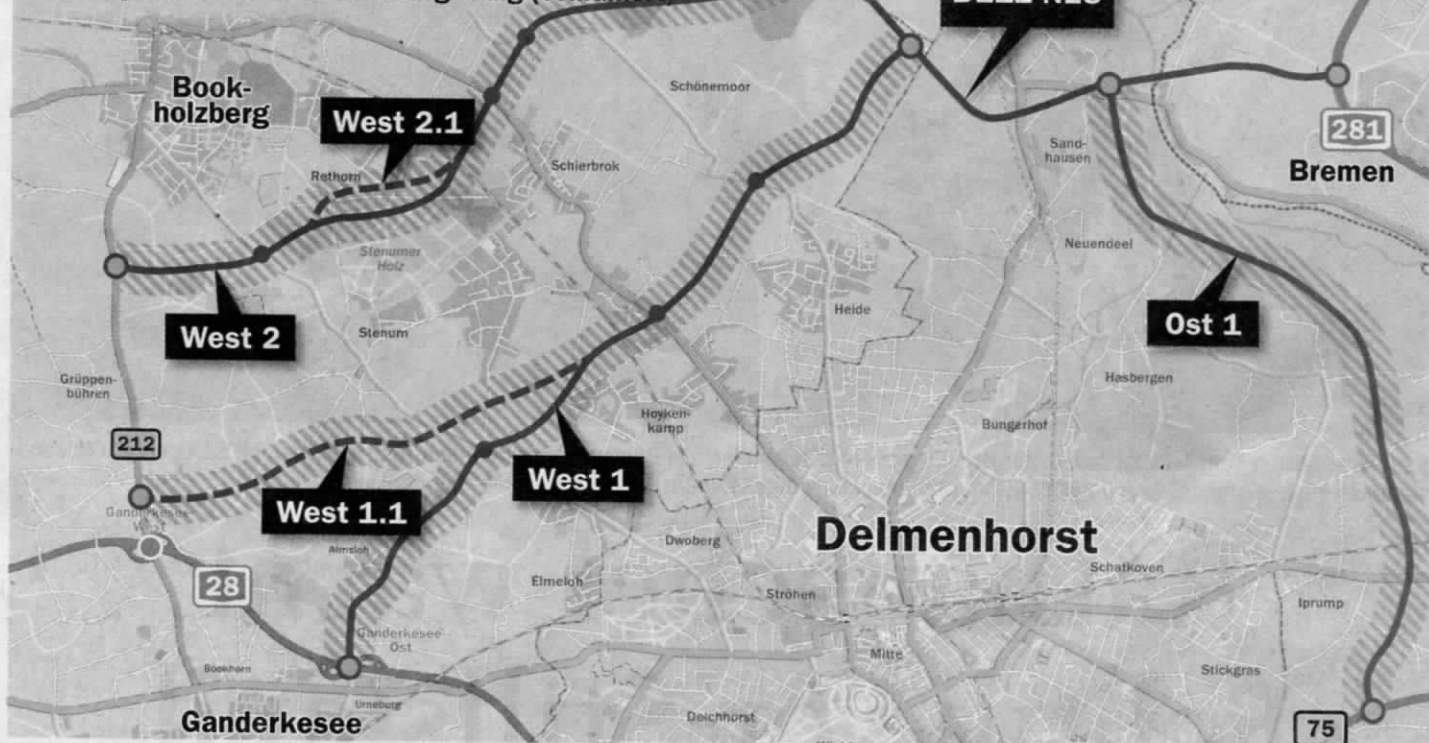 Book-
holzberg
Schönemoor
281
Bremen
West 2.1
Sand-
hausen
Rethorn
Schierbrok
Stenumer
Holz
Neuendeel
West 2
Stenum
Heide
Ost 1
Grüppen-
bühren
Hasbergen
Hoyken-
kamp
Bungerhof
212
West 1
West 1.1
Ganderkesee
West
Delmenhorst
Almsloh
Dwoberg
Schafkoven
28
Elmeloh
Ströhen
Iprump
Ganderkesee
Ost
Mitte
Bookhorn
Stickgras
Urneburg
Ganderkesee
Deichhorst
75